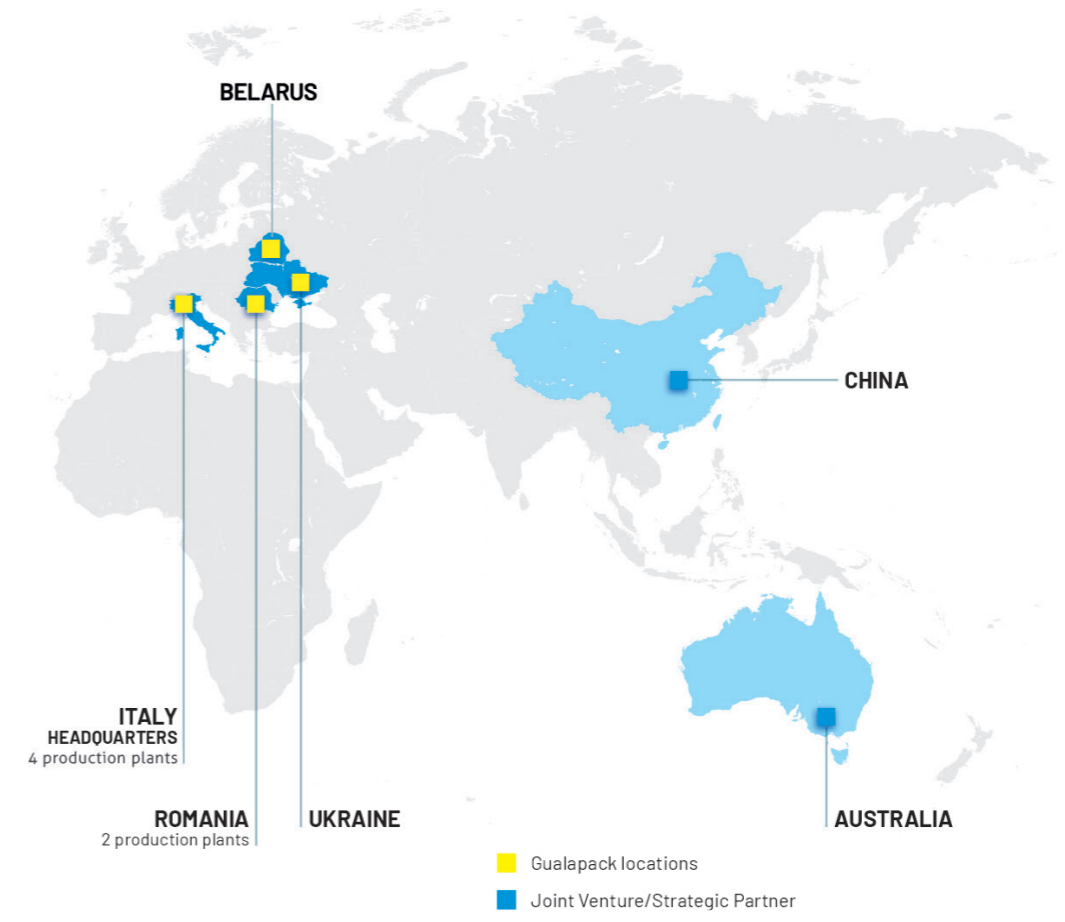 BELARUS
CHINA
ITALY
HEADQUARTERS
4 production plants
ROMANIA
2 production plants
UKRAINE
AUSTRALIA
Gualapack locations
Joint Venture/Strategic Partner